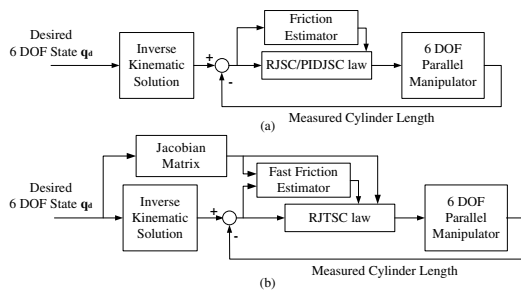 Desired
6 DOF State qd
Inverse
Kinematic
Solution
+
-
Friction
Estimator
RJSC/PIDJSC law
6 DOF
Parallel
Manipulator
Measured Cylinder Length
(a)
Jacobian
Matrix
Desired
6 DOF State qd
Inverse
Kinematic
Solution
+
-
Fast Friction
Estimator
RJTSC law
6 DOF
Parallel
Manipulator
Measured Cylinder Length
(b)